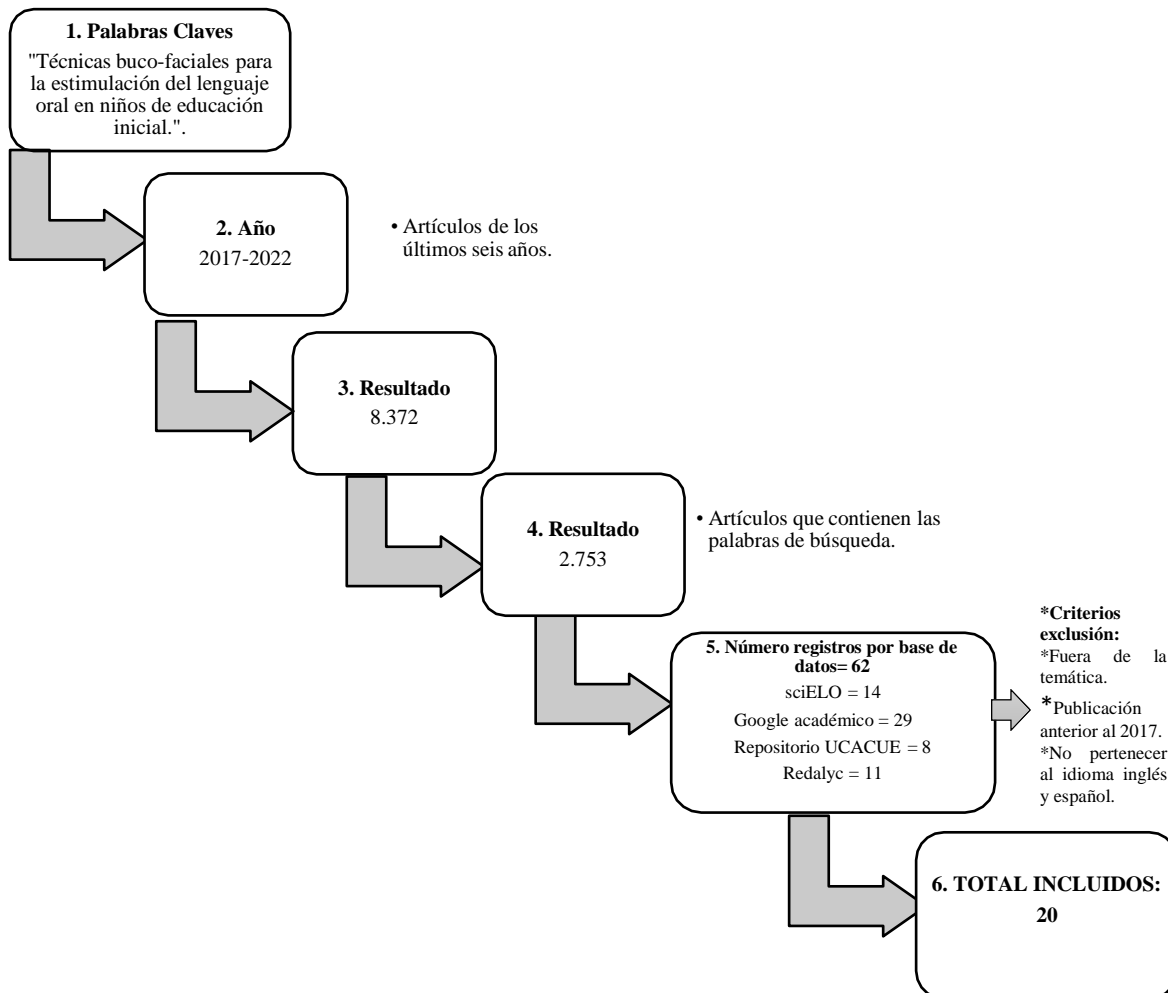 1. Palabras Claves
"Técnicas buco-faciales para
la estimulación del lenguaje
oral en niños de educación
inicial.".
2. Año
2017-2022
• Artículos de los
últimos seis años.
3. Resultado
8.372
4. Resultado
2.753
• Artículos que contienen las
palabras de búsqueda.
5. Número registros por base de
datos= 62
sciELO = 14
Google académico = 29
Repositorio UCACUE = 8
Redalyc = 11
*Criterios
exclusión:
*Fuera de la
temática.
*Publicación
anterior al 2017.
*No pertenecer
al idioma inglés
y español.
6. TOTAL INCLUIDOS:
20